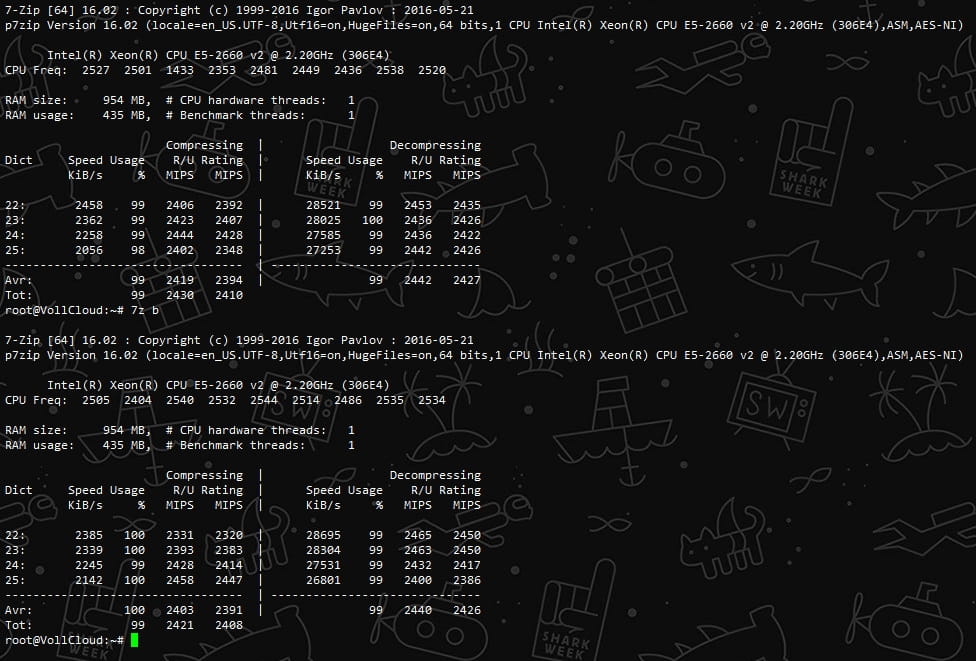 7-Zip [64] 16.02 : Copyright (c) 1999-2016 Igor Pavlov : 2016-05-21
p7zip Version 16.02 (locale=en_US.UTF-8,Utf16=on,HugeFiles=on,64 bits,1 CPU Intel(R) Xeon(R) CPU E5-2660 v2 @ 2.20GHz (306E4),ASM,AES-NI)
Intel(R) Xeon(R) CPU E5-2660 v2 @ 2.20GHz (306E4)
CPU Freq:  2527  2501  1433  2353  2481  2449  2436  2538  2520
RAM size:     954 MB,  # CPU hardware threads:   1
RAM usage:    435 MB,  # Benchmark threads:      1
                       Compressing  |                  Decompressing
Dict     Speed Usage    R/U Rating  |      Speed Usage    R/U Rating
         KiB/s     %   MIPS   MIPS  |      KiB/s     %   MIPS   MIPS
22:       2458    99   2406   2392  |      28521    99   2453   2435
23:       2362    99   2423   2407  |      28025   100   2436   2426
24:       2258    99   2444   2428  |      27585    99   2436   2422
25:       2056    98   2402   2348  |      27253    99   2442   2426
----------------------------------  | ------------------------------
Avr:              99   2419   2394  |               99   2442   2427
Tot:              99   2430   2410
root@VollCloud:~# 7z b
7-Zip [64] 16.02 : Copyright (c) 1999-2016 Igor Pavlov : 2016-05-21
p7zip Version 16.02 (locale=en_US.UTF-8,Utf16=on,HugeFiles=on,64 bits,1 CPU Intel(R) Xeon(R) CPU E5-2660 v2 @ 2.20GHz (306E4),ASM,AES-NI)
Intel(R) Xeon(R) CPU E5-2660 v2 @ 2.20GHz (306E4)
CPU Freq:  2505  2404  2540  2532  2544  2514  2486  2535  2534
RAM size:     954 MB,  # CPU hardware threads:   1
RAM usage:    435 MB,  # Benchmark threads:      1
                       Compressing  |                  Decompressing
Dict     Speed Usage    R/U Rating  |      Speed Usage    R/U Rating
         KiB/s     %   MIPS   MIPS  |      KiB/s     %   MIPS   MIPS
22:       2385   100   2331   2320  |      28695    99   2465   2450
23:       2339   100   2393   2383  |      28304    99   2463   2450
24:       2245    99   2428   2414  |      27531    99   2432   2417
25:       2142   100   2458   2447  |      26801    99   2400   2386
----------------------------------  | ------------------------------
Avr:             100   2403   2391  |               99   2440   2426
Tot:              99   2421   2408
root@VollCloud:~#
SHARK WEEK
SHARK WEEK
SW
SW
WEEK
SHARK WEEK